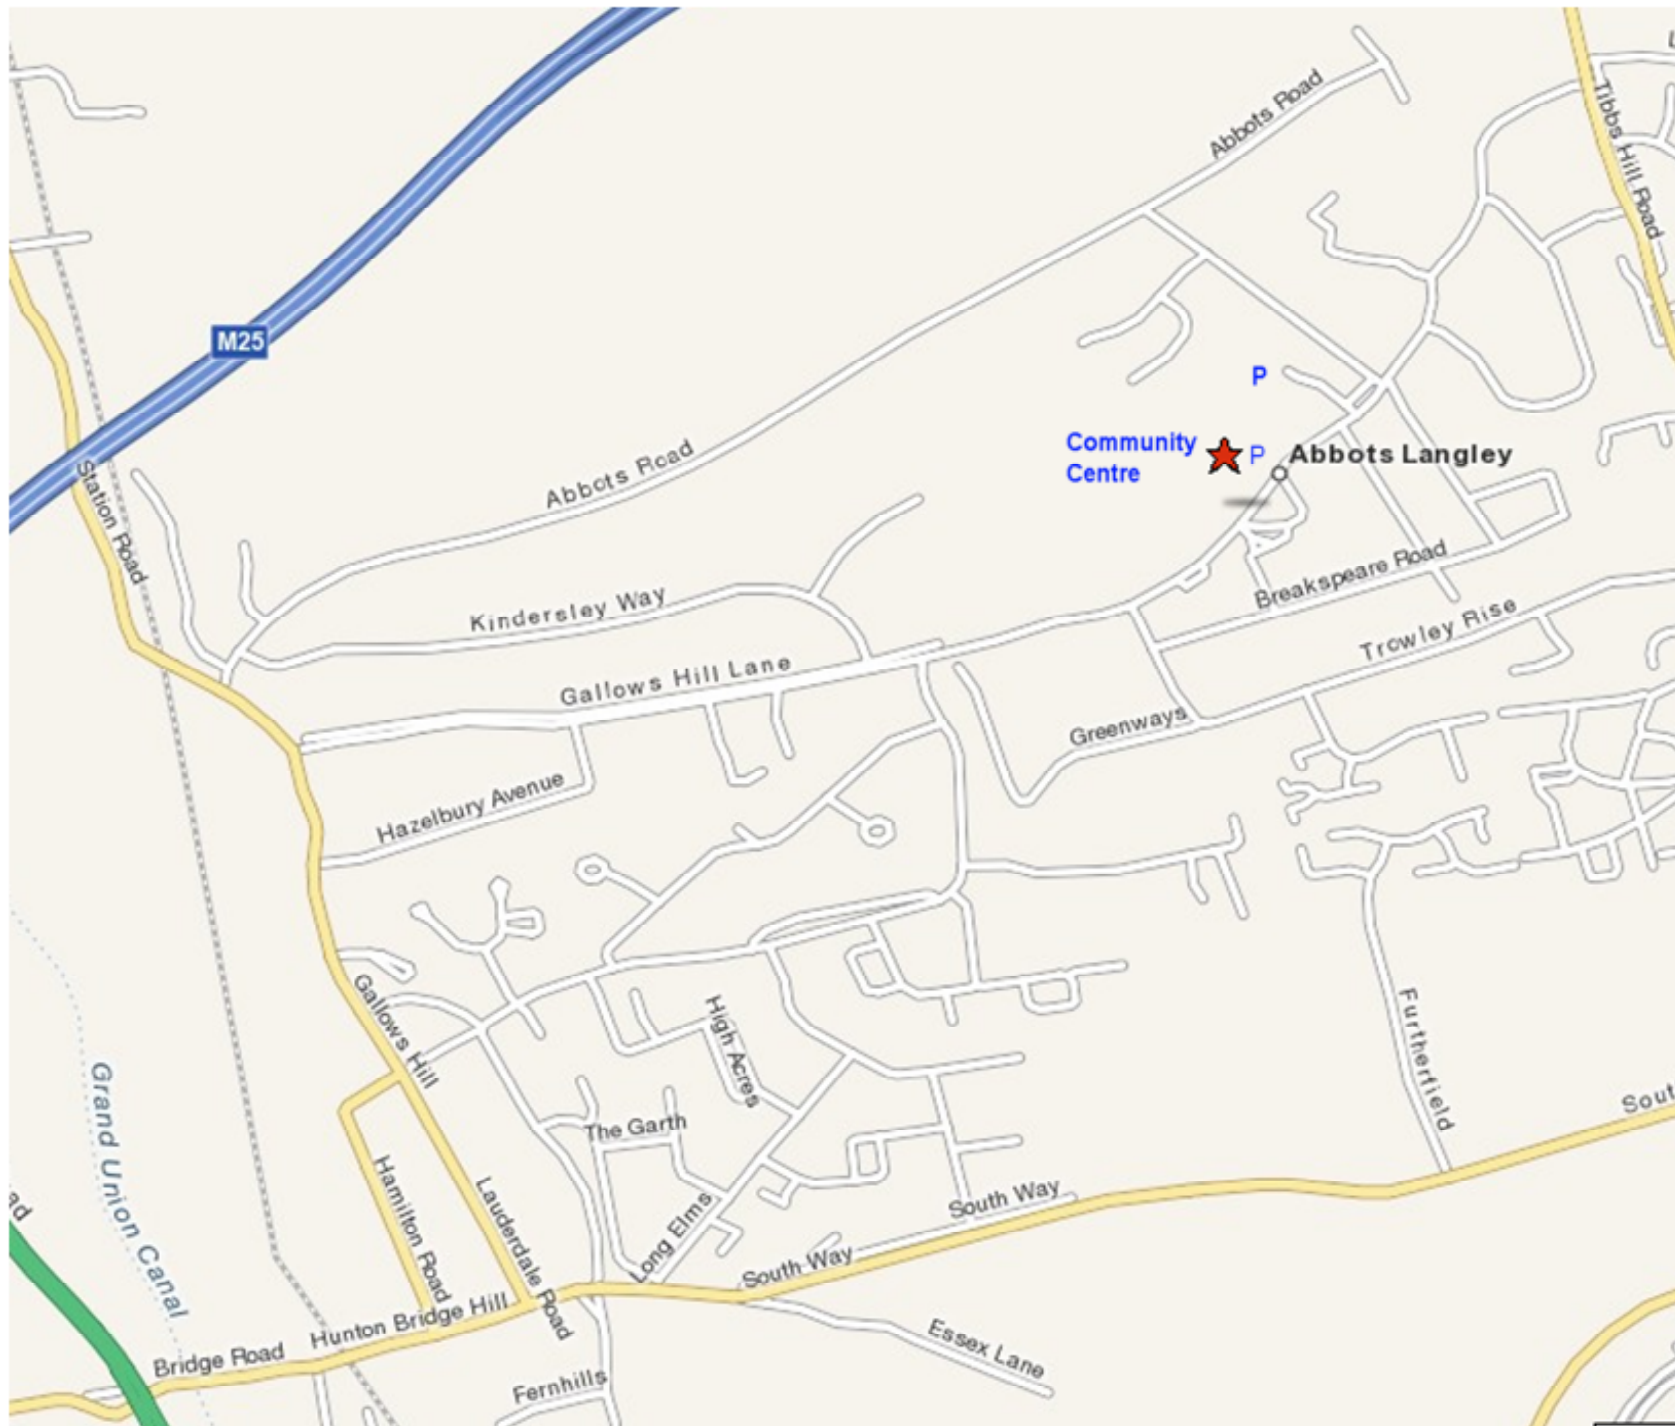 Abbots Road
Tibbs Hill Road
M25
P
Community
Centre
P
Abbots Langley
Abbots Road
Station Road
Breakspeare Road
Kindersley Way
Trowley Rise
Gallows Hill Lane
Greenways
Hazelbury Avenue
Gallows Hill
High Acres
Furtherfield
Grand Union Canal
The Garth
Sout
Hamilton Road
Lauderdale Road
Long Elms
South Way
South Way
ad
Hunton Bridge Hill
Bridge Road
Essex Lane
Fernhills